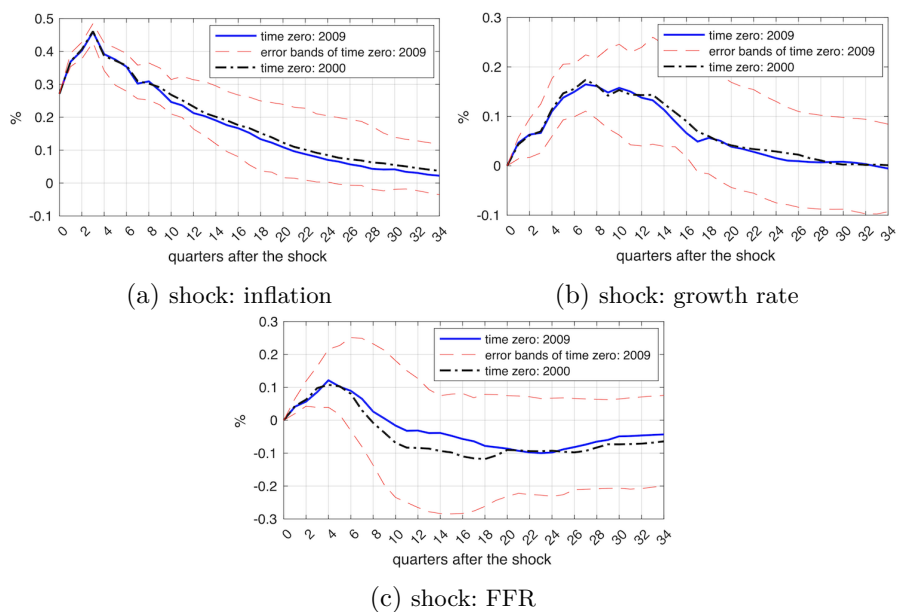 0.5
0.4
0.3
0.2
0.1
0
-0.1
%
time zero: 2009
error bands of time zero: 2009
time zero: 2000
0 2 4 6 8 10 12 14 16 18 20 22 24 26 28 30 32 34
quarters after the shock
(a) shock: inflation
0.3
0.2
0.1
0
-0.1
%
time zero: 2009
error bands of time zero: 2009
time zero: 2000
0 2 4 6 8 10 12 14 16 18 20 22 24 26 28 30 32 34
quarters after the shock
(b) shock: growth rate
0.3
0.2
0.1
0
-0.1
-0.2
-0.3
%
time zero: 2009
error bands of time zero: 2009
time zero: 2000
0 2 4 6 8 10 12 14 16 18 20 22 24 26 28 30 32 34
quarters after the shock
(c) shock: FFR